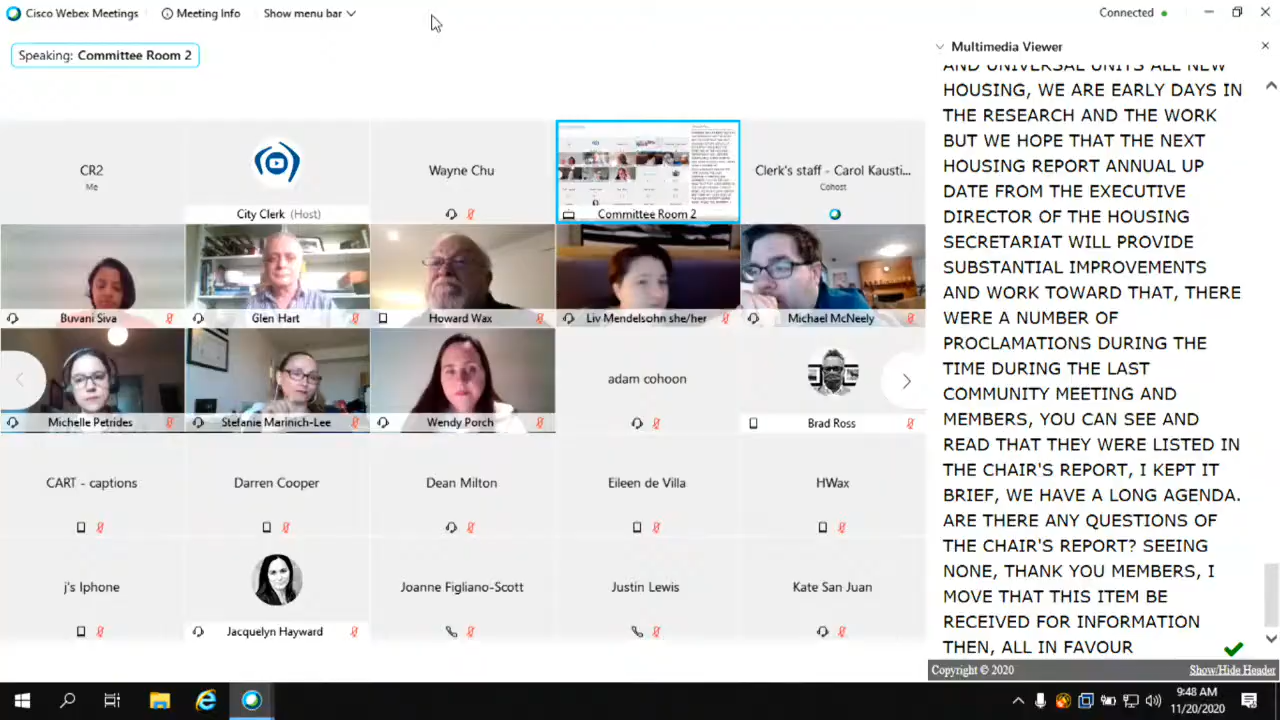 Cisco Webex Meetings
Meeting Info
Show menu bar
Connected
Speaking: Committee Room 2
CR2
Me
City Clerk (Host)
Wayne Chu
Committee Room 2
Clerk's staff - Carol Kausti...
Cohost
Buvani Siva
Glen Hart
Howard Wax
Liv Mendelsohn she/her
Michael McNeely
Michelle Petrides
Stefanie Marinich-Lee
Wendy Porch
adam cohoon
Brad Ross
CART - captions
Darren Cooper
Dean Milton
Eileen de Villa
HWax
j's Iphone
Jacquelyn Hayward
Joanne Figliano-Scott
Justin Lewis
Kate San Juan
Multimedia Viewer
AND UNIVERSAL UNITS ALL NEW
HOUSING, WE ARE EARLY DAYS IN
THE RESEARCH AND THE WORK
BUT WE HOPE THAT THE NEXT
HOUSING REPORT ANNUAL UP
DATE FROM THE EXECUTIVE
DIRECTOR OF THE HOUSING
SECRETARIAT WILL PROVIDE
SUBSTANTIAL IMPROVEMENTS
AND WORK TOWARD THAT, THERE
WERE A NUMBER OF
PROCLAMATIONS DURING THE
TIME DURING THE LAST
COMMUNITY MEETING AND
MEMBERS, YOU CAN SEE AND
READ THAT THEY WERE LISTED IN
THE CHAIR'S REPORT, I KEPT IT
BRIEF, WE HAVE A LONG AGENDA.
ARE THERE ANY QUESTIONS OF
THE CHAIR'S REPORT? SEEING
NONE, THANK YOU MEMBERS, I
MOVE THAT THIS ITEM BE
RECEIVED FOR INFORMATION
THEN, ALL IN FAVOUR
Copyright © 2020
Show/Hide Header
9:48 AM
11/20/2020